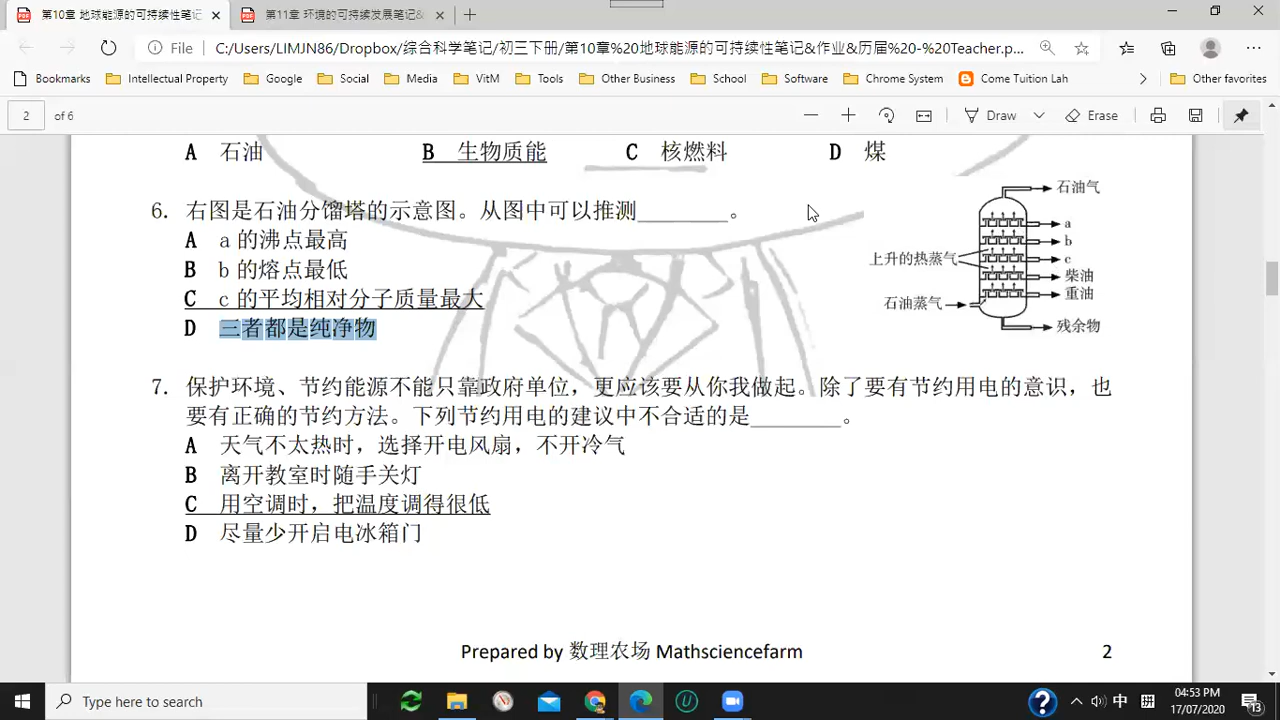 第10章 地球能源的可持续性笔记
第11章 环境的可持续发展笔记&
File
C:/Users/LIMJN86/Dropbox/综合科学笔记/初三下册/第10章%20地球能源的可持续性笔记&作业&历届%20-%20Teacher.p...
Bookmarks Intellectual Property Google Social Media VitM Tools Other Business School Software Chrome System Come Tuition Lah Other favorites
2 of 6 Draw Erase
A 石油 B 生物质能 C 核燃料 D 煤
6. 右图是石油分馏塔的示意图。从图中可以推测________。
A a 的沸点最高
B b 的熔点最低
C c 的平均相对分子质量最大
D 三者都是纯净物
石油气
a
b
上升的热蒸气
c
柴油
重油
石油蒸气
残余物
7. 保护环境、节约能源不能只靠政府单位，更应该要从你我做起。除了要有节约用电的意识，也
要有正确的节约方法。下列节约用电的建议中不合适的是________。
A 天气不太热时，选择开电风扇，不开冷气
B 离开教室时随手关灯
C 用空调时，把温度调得很低
D 尽量少开启电冰箱门
Prepared by 数理农场 Mathsciencefarm 2
Type here to search
中
拼
04:53 PM
17/07/2020
13